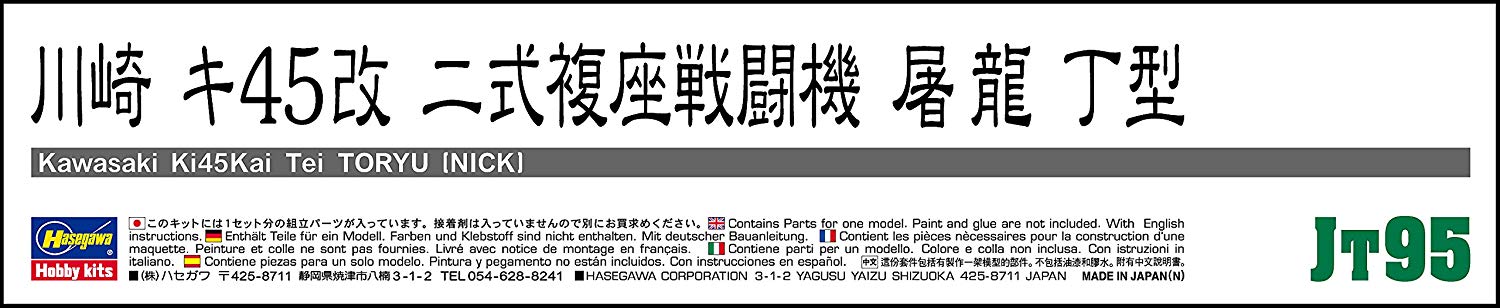 川崎 キ45改 二式複座戦闘機 屠龍 丁型
Kawasaki Ki45Kai Tei TORYU (NICK)
Hasegawa
Hobby kits
このキットには1セット分の組立パーツが入っています。接着剤は入っていませんので別にお買求めください。 Contains Parts for one model. Paint and glue are not included. With English
instructions. Enthält Teile für ein Modell. Farben und Klebstoff sind nicht enthalten. Mit deutscher Bauanleitung. Contient les pièces nècessaires pour la construction d'une
maquette. Peinture et colle ne sont pas fournies. Livré avec notice de montage en français. Contiene parti per un modello. Colore e colla non inclusa. Con istruzioni in
italiano. Contiene piezas para un solo modelo. Pintura y pegamento no están incluidos. Con instrucciones en español. 中文 這份套件包括有製作一架模型的部件。不包括油漆和膠水。附有中文說明書。
■(株)ハセガワ 〒425-8711 静岡県焼津市八楠3-1-2 TEL 054-628-8241 ■HASEGAWA CORPORATION 3-1-2 YAGUSU YAIZU SHIZUOKA 425-8711 JAPAN MADE IN JAPAN(N)
JT95